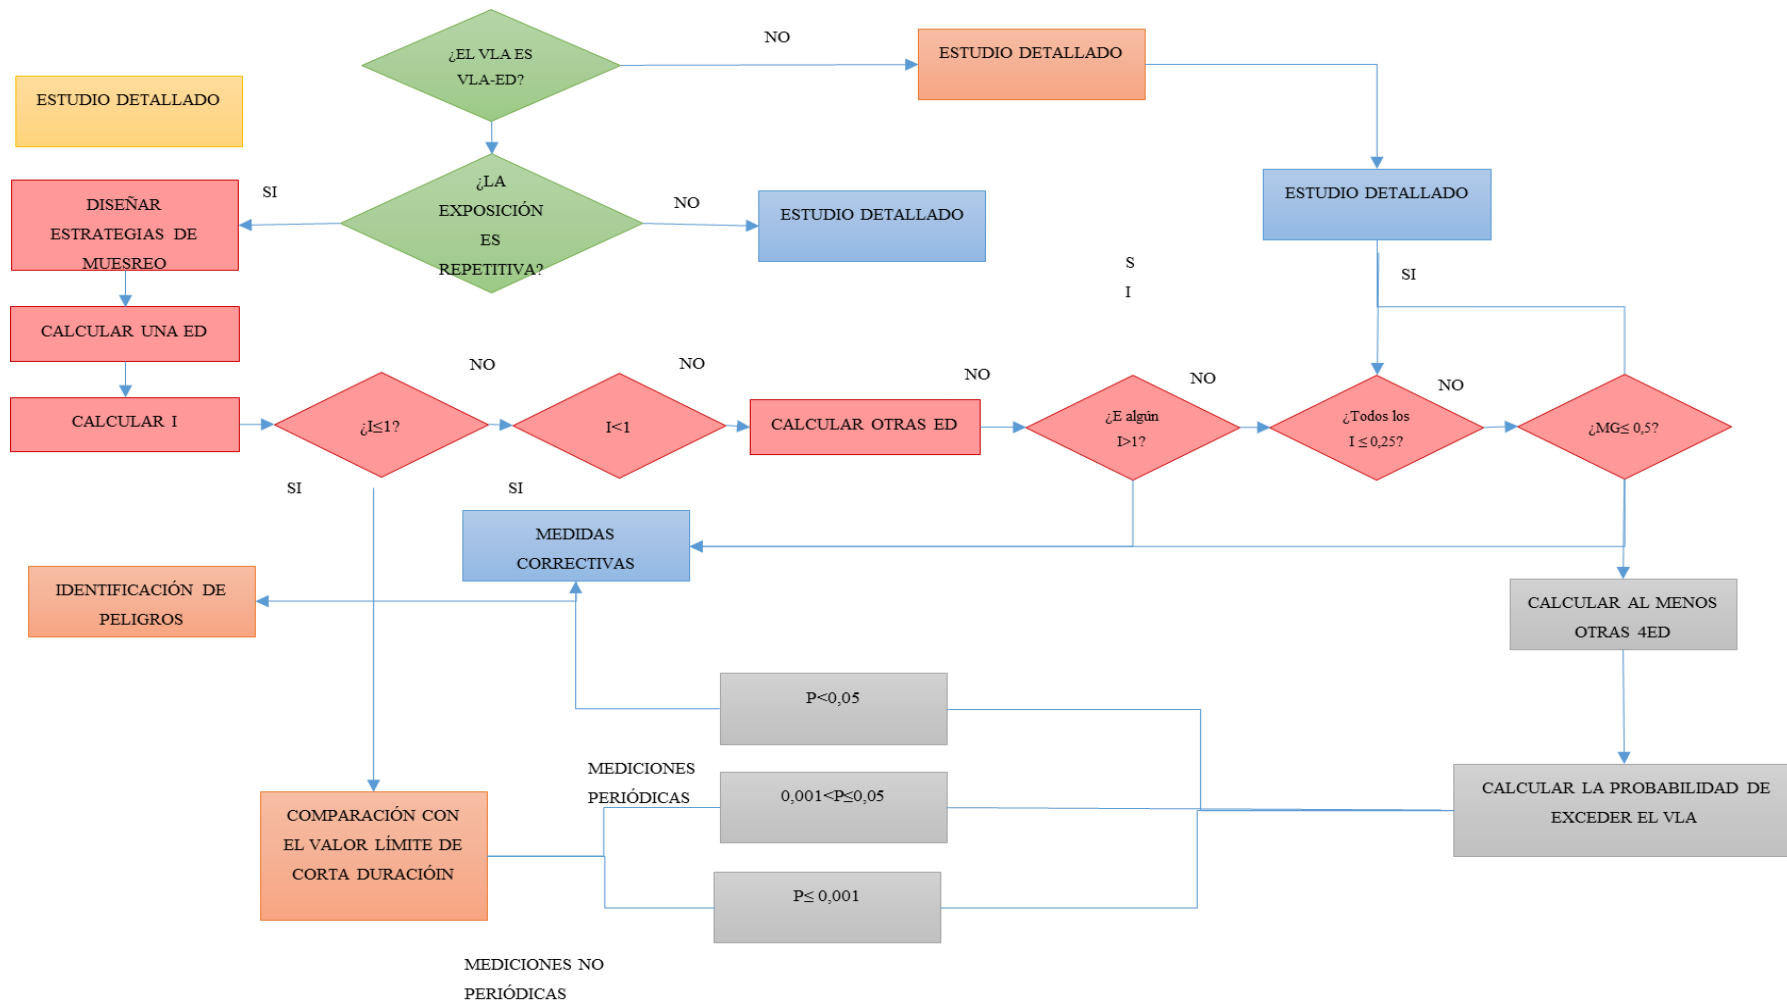 ¿EL VLA ES
VLA-ED?
NO
ESTUDIO DETALLADO
ESTUDIO DETALLADO
¿LA
EXPOSICIÓN
ES
REPETITIVA?
SI
NO
DISEÑAR
ESTRATEGIAS DE
MUESREO
ESTUDIO DETALLADO
ESTUDIO DETALLADO
S
I
SI
CALCULAR UNA ED
CALCULAR I
¿I≤1?
NO
I<1
NO
CALCULAR OTRAS ED
NO
¿E algún
I>1?
NO
¿Todos los
I ≤ 0,25?
NO
¿MG≤ 0,5?
SI
SI
MEDIDAS
CORRECTIVAS
IDENTIFICACIÓN DE
PELIGROS
CALCULAR AL MENOS
OTRAS 4ED
P<0,05
MEDICIONES
PERIÓDICAS
0,001<P≤0,05
CALCULAR LA PROBABILIDAD DE
EXCEDER EL VLA
COMPARACIÓN CON
EL VALOR LÍMITE DE
CORTA DURACIÓIN
P≤ 0,001
MEDICIONES NO
PERIÓDICAS